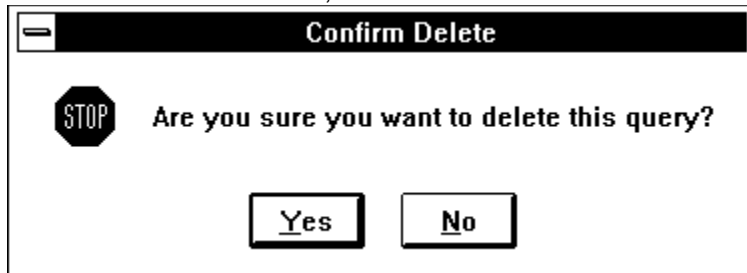 Confirm Delete
STOP
Are you sure you want to delete this query?
Yes
No